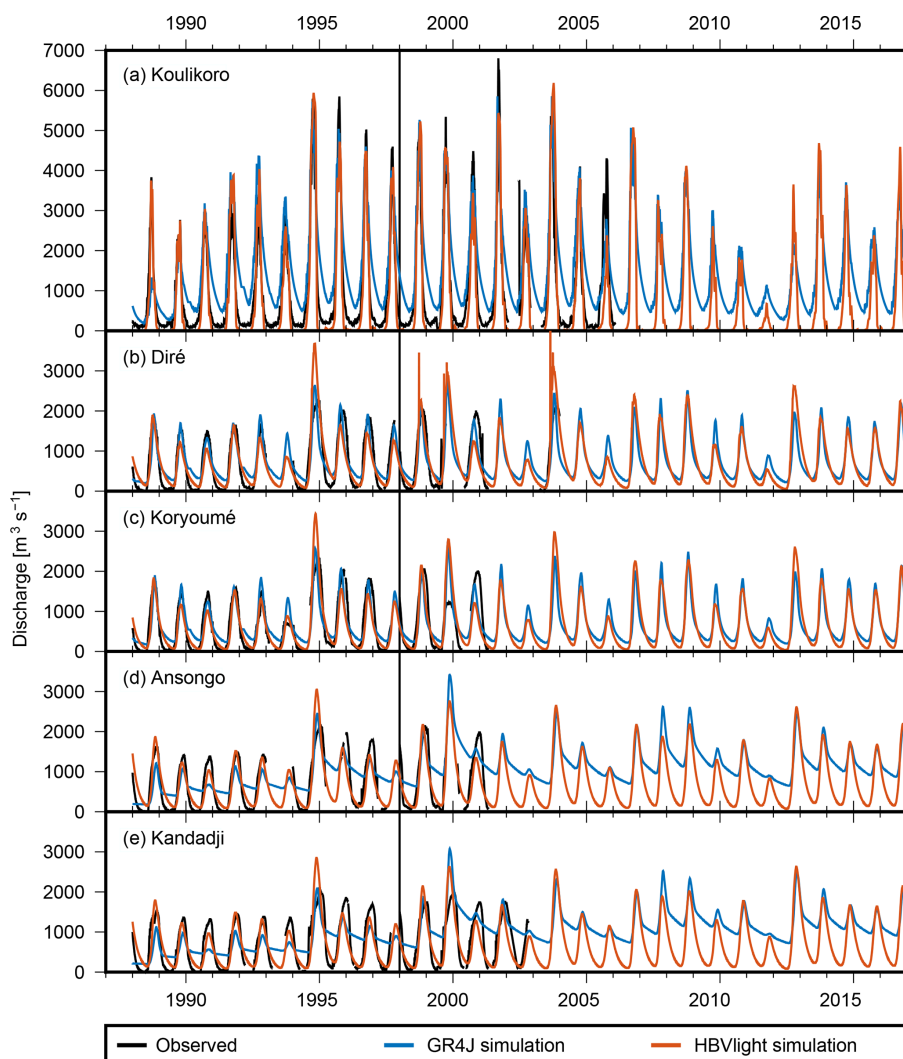 1990 1995 2000 2005 2010 2015
7000
(a) Koulikoro
6000
5000
4000
3000
2000
1000
0
(b) Diré
3000
2000
1000
0
(c) Koryoumé
3000
2000
1000
0
Discharge [m³ s⁻¹]
(d) Ansongo
3000
2000
1000
0
(e) Kandadji
3000
2000
1000
0
1990 1995 2000 2005 2010 2015
Observed GR4J simulation HBVlight simulation